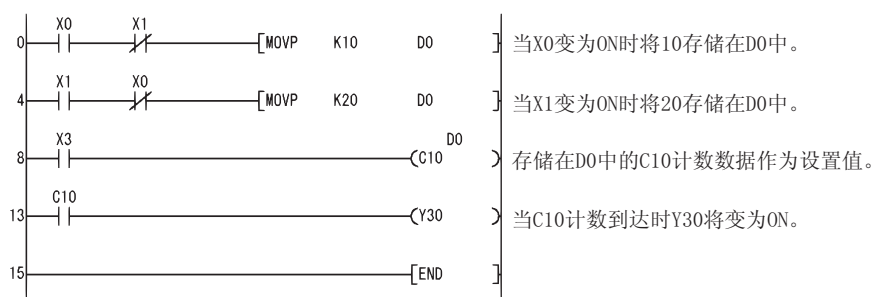 X0 X1
0 [MOVP K10 D0 ] 当X0变为ON时将10存储在D0中。
X1 X0
4 [MOVP K20 D0 ] 当X1变为ON时将20存储在D0中。
X3 D0
8 (C10 ) 存储在D0中的C10计数数据作为设置值。
C10
13 (Y30 ) 当C10计数到达时Y30将变为ON。
15 [END ]